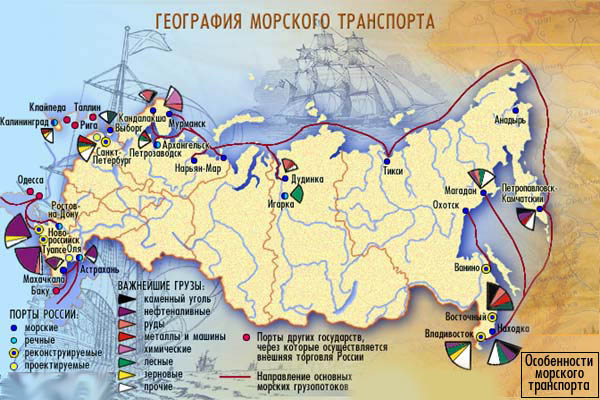 ГЕОГРАФИЯ МОРСКОГО ТРАНСПОРТА
Клайпеда
Таллин
Калининград
Рига
Выборг
Кандалакша
Мурманск
Санкт-
Петербург
Архангельск
Петрозаводск
Нарьян-Мар
Дудинка
Игарка
Тикси
Анадырь
Магадан
Охотск
Петропавловск-
Камчатский
Одесса
Ростов-
на-Дону
Ново-
российск
Туапсе
Оля
Астрахань
Махачкала
Баку
Ванино
Восточный
Владивосток
Находка
ПОРТЫ РОССИИ:
морские
речные
реконструируемые
проектируемые
ВАЖНЕЙШИЕ ГРУЗЫ:
каменный уголь
нефтеналивные
руды
металлы и машины
химические
лесные
зерновые
прочие
Порты других государств,
через которые осуществляется
внешняя торговля России
Направление основных
морских грузопотоков
Особенности
морского
транспорта